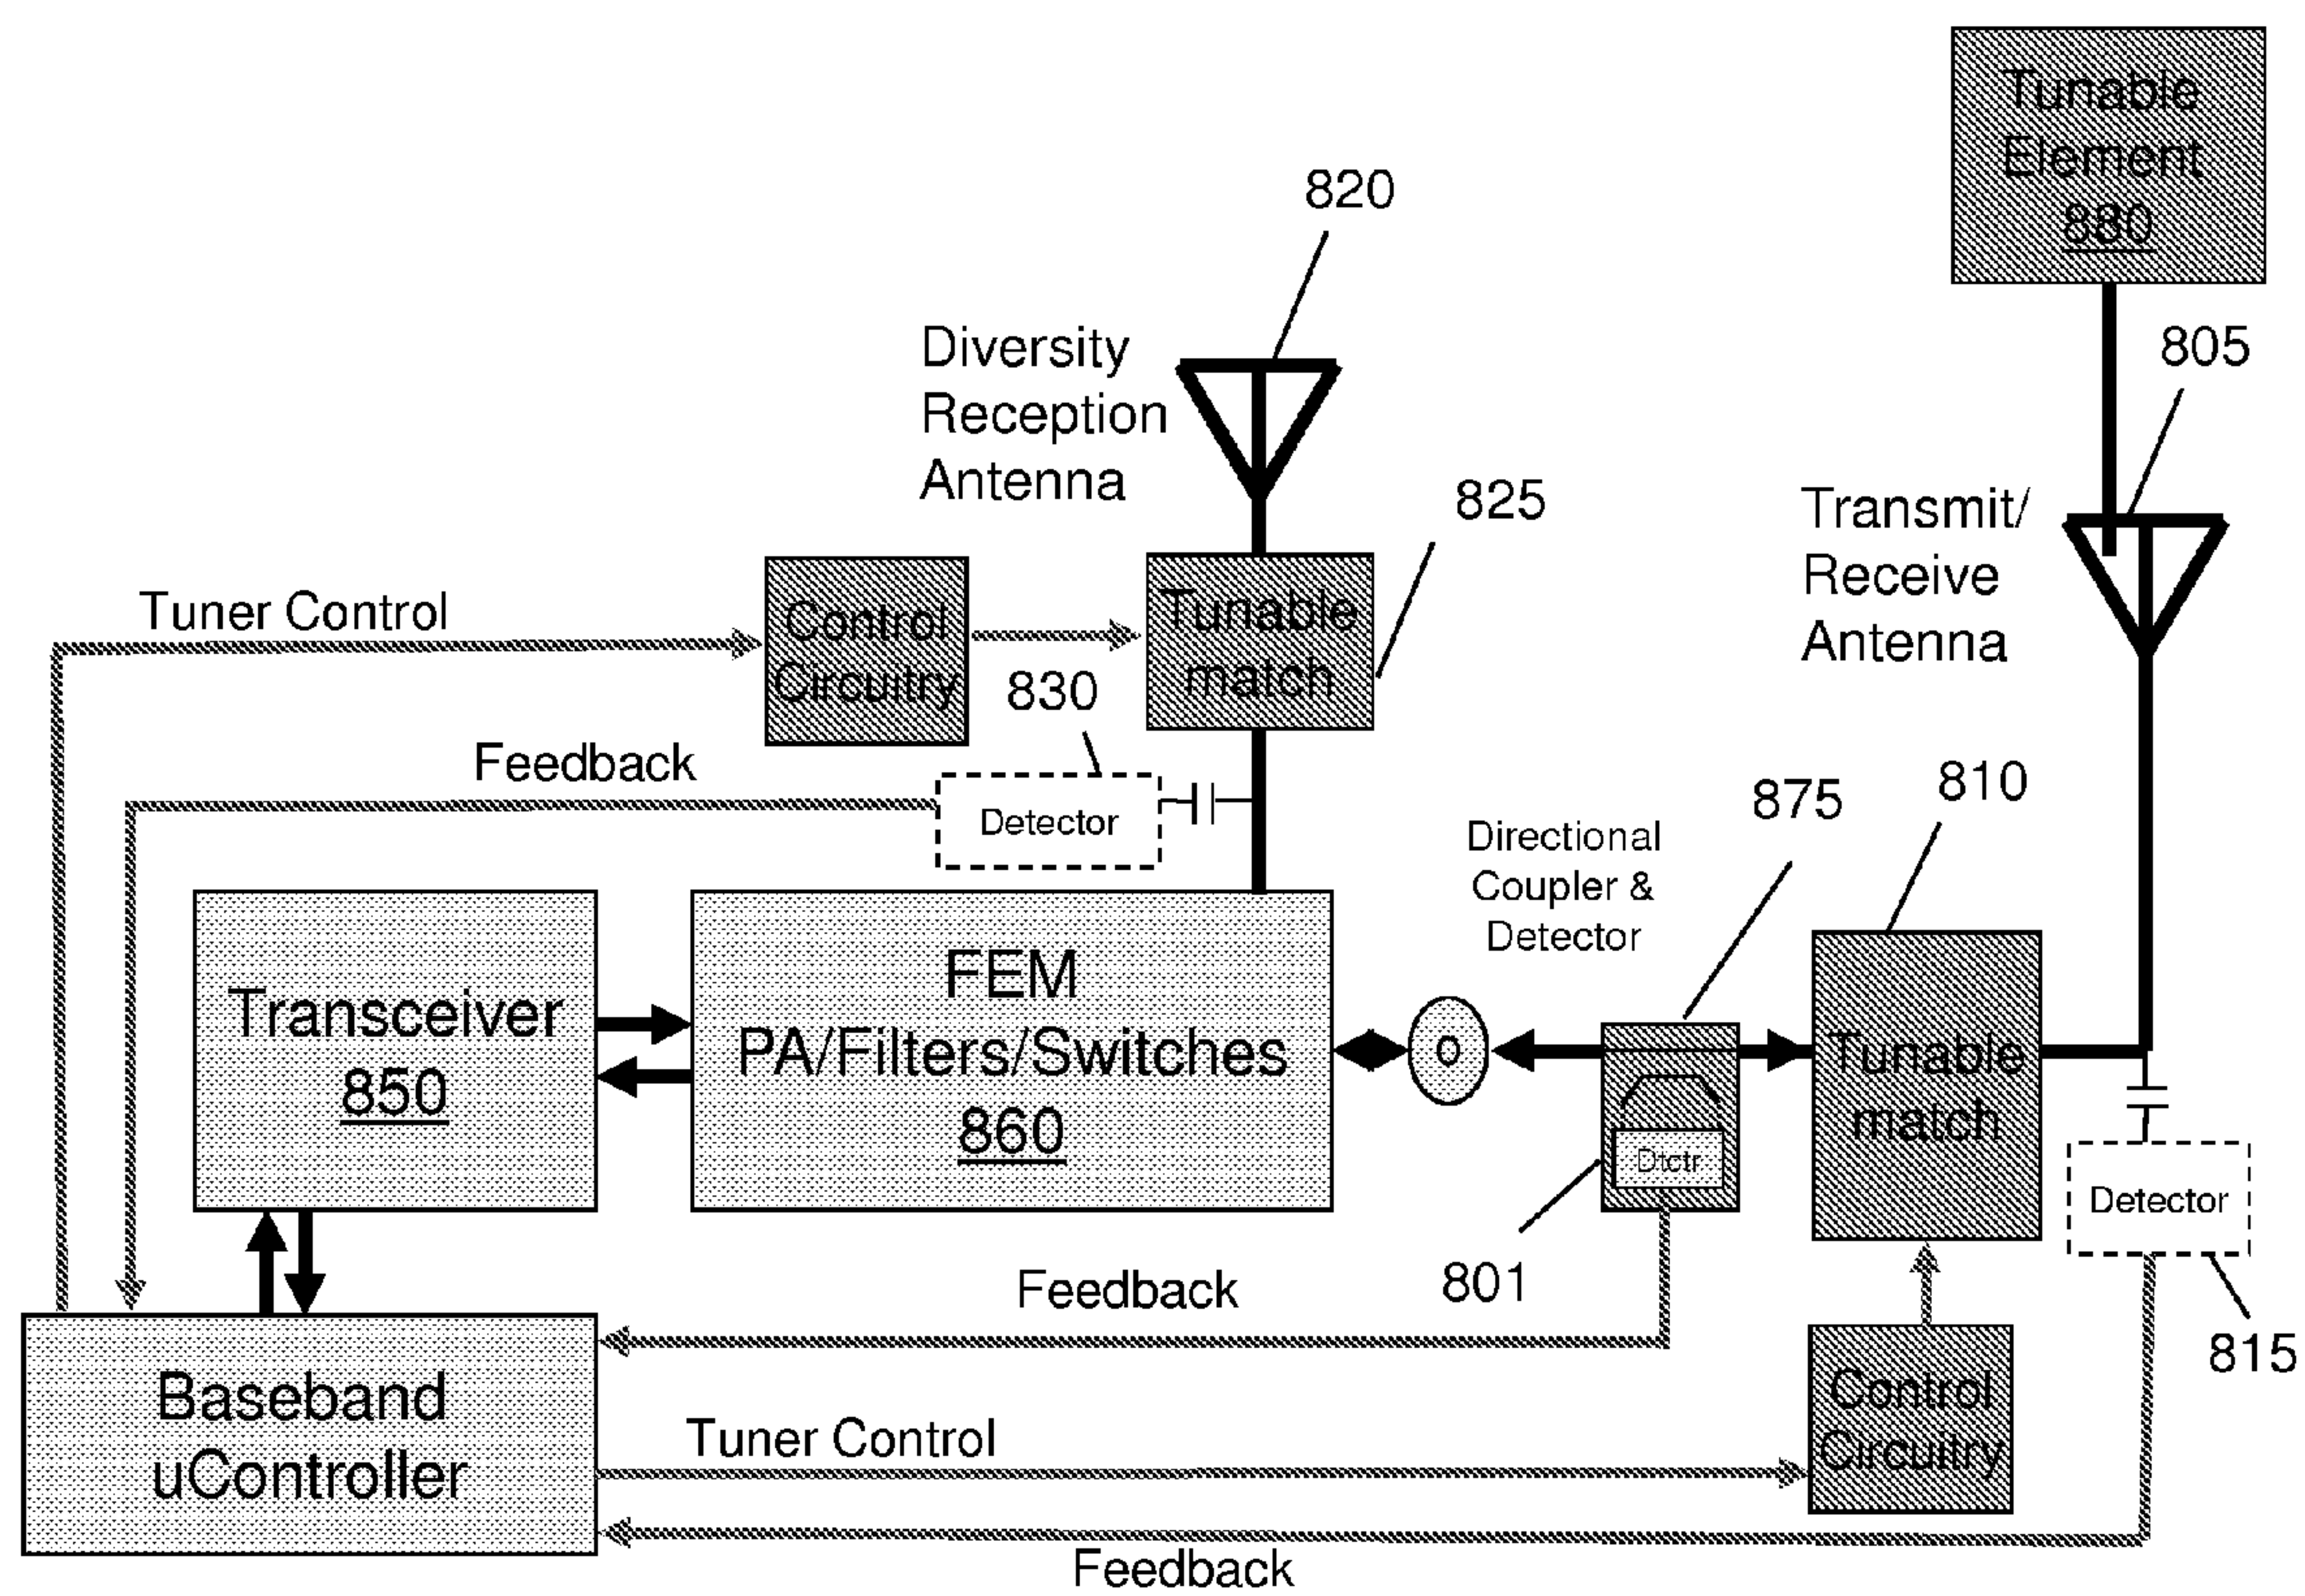 Tunable
Element
880
820
805
Diversity
Reception
Antenna
825
Transmit/
Receive
Antenna
Tuner Control
Control
Circuitry
Tunable
match
830
Feedback
Detector
875
810
Directional
Coupler &
Detector
Transceiver
850
FEM
PA/Filters/Switches
860
O
Dtctr
Tunable
match
Detector
801
815
Feedback
Baseband
uController
Control
Circuitry
Tuner Control
Feedback